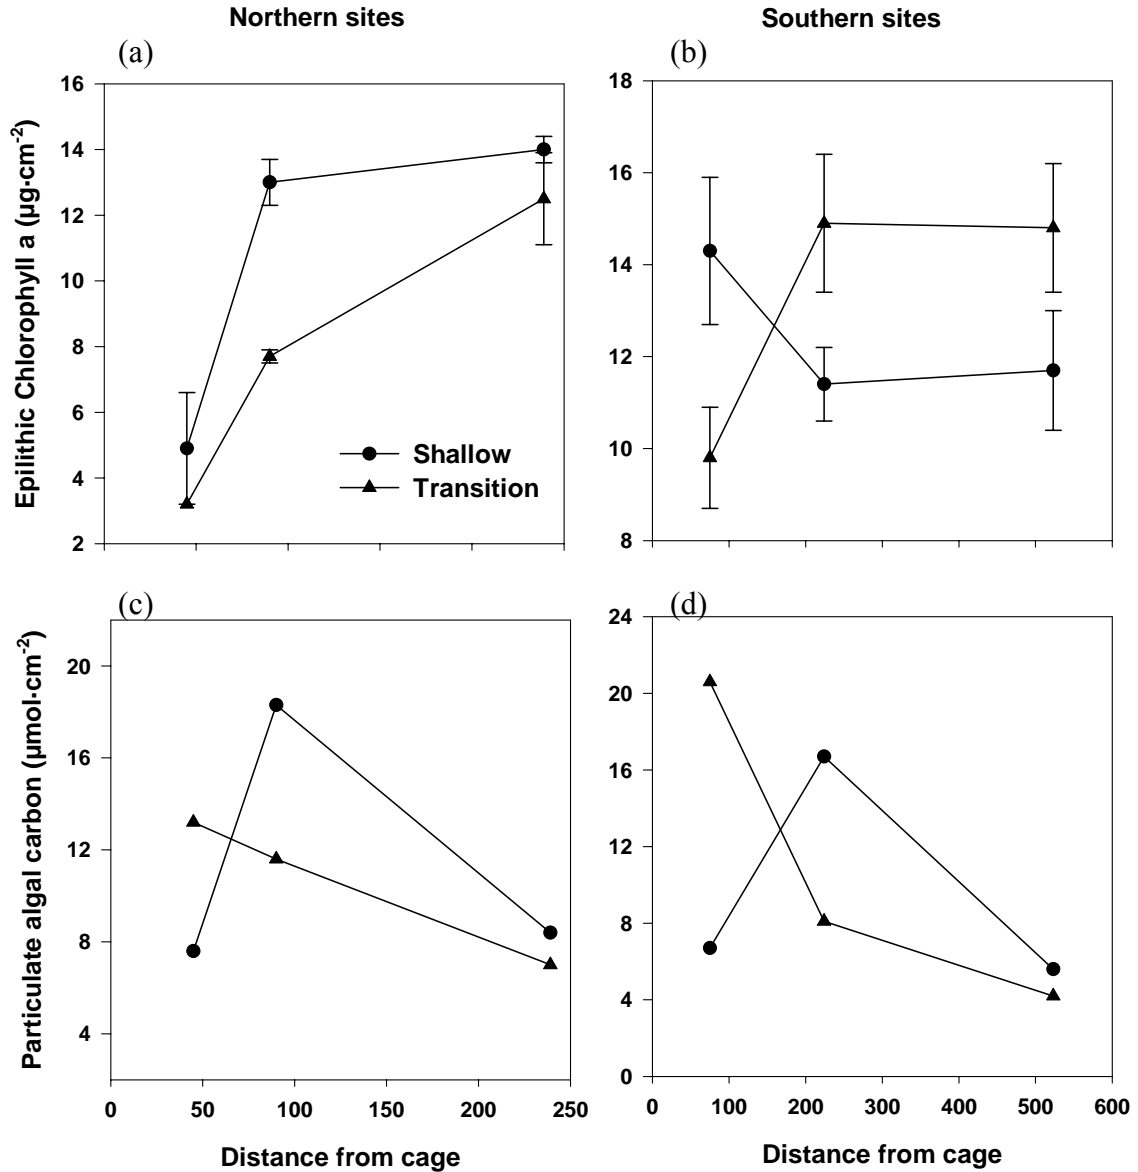 Northern sites
Southern sites
(a)
(b)
16
14
12
10
8
6
4
2
Epilithic Chlorophyll a (µg·cm-2)
Shallow
Transition
18
16
14
12
10
8
(c)
(d)
20
16
12
8
4
Particulate algal carbon (µmol·cm-2)
0 50 100 150 200 250
Distance from cage
24
20
16
12
8
4
0
0 100 200 300 400 500 600
Distance from cage